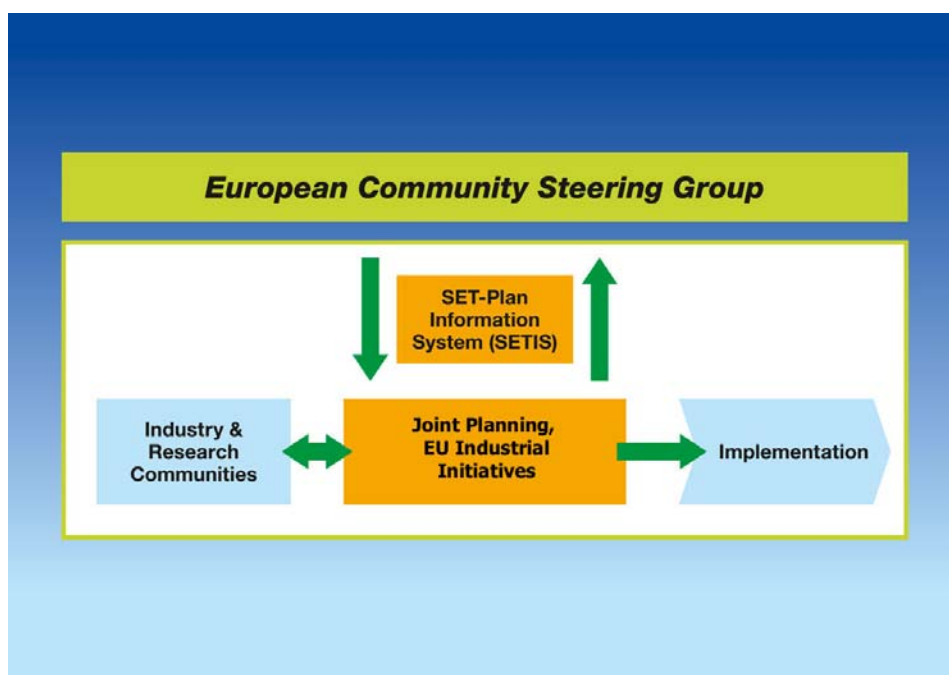 European Community Steering Group
SET-Plan
Information
System (SETIS)
Industry &
Research
Communities
Joint Planning,
EU Industrial
Initiatives
Implementation